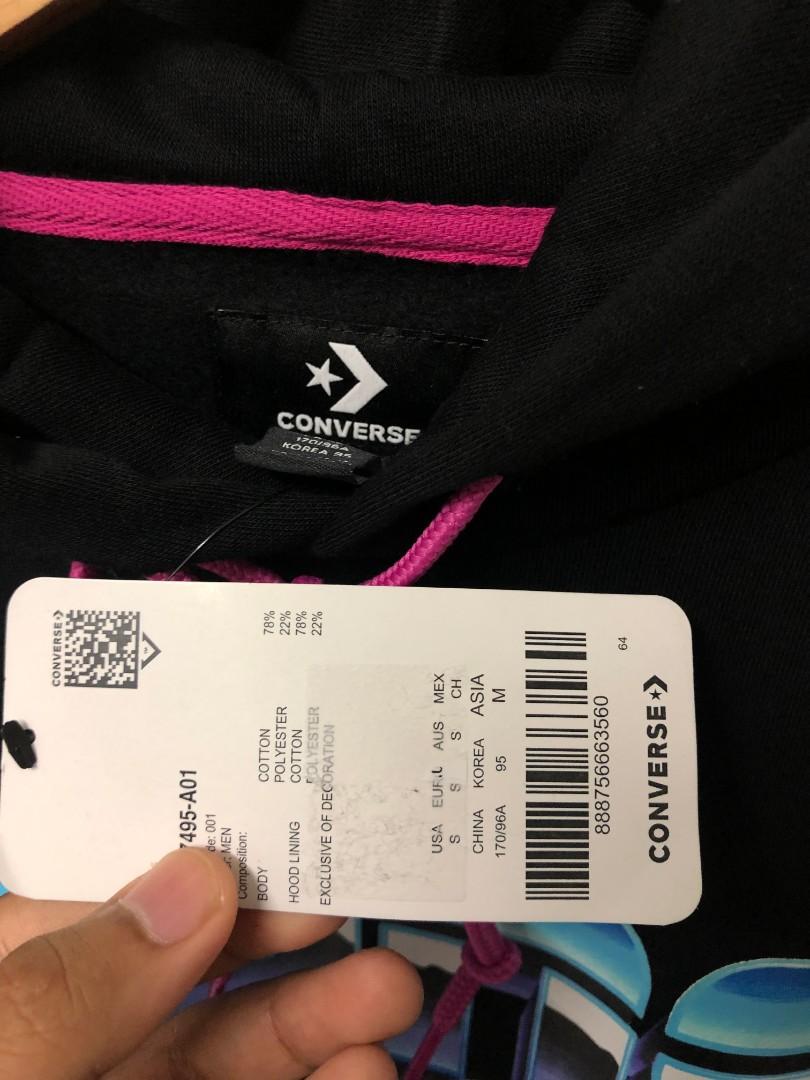 CONVERSE
170/96A
KOREA 95
CONVERSE
7495-A01
de: 001
MEN
Composition:
BODY COTTON 78%
POLYESTER 22%
HOOD LINING COTTON 78%
POLYESTER 22%
EXCLUSIVE OF DECORATION
USA EUR. AUS MEX
S S S CH
CHINA KOREA ASIA
170/96A 95 M
888756663560
64
CONVERSE